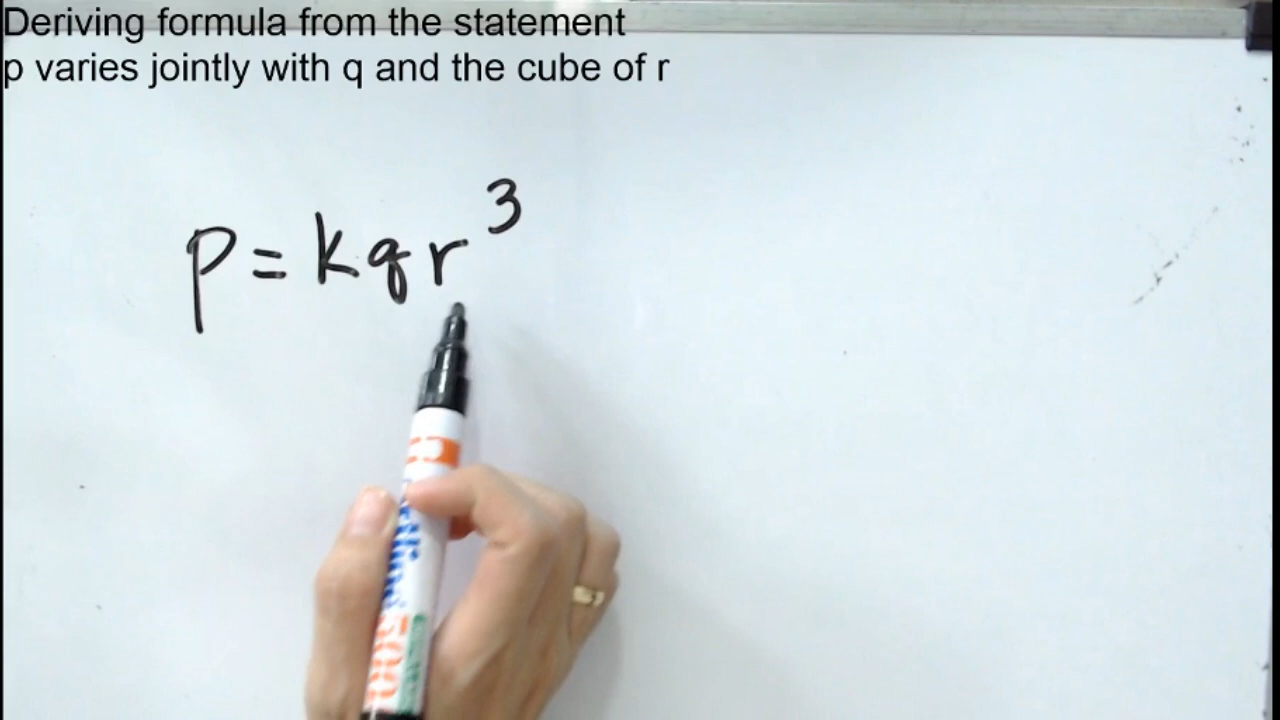 Deriving formula from the statement
p varies jointly with q and the cube of r
p = kqr³